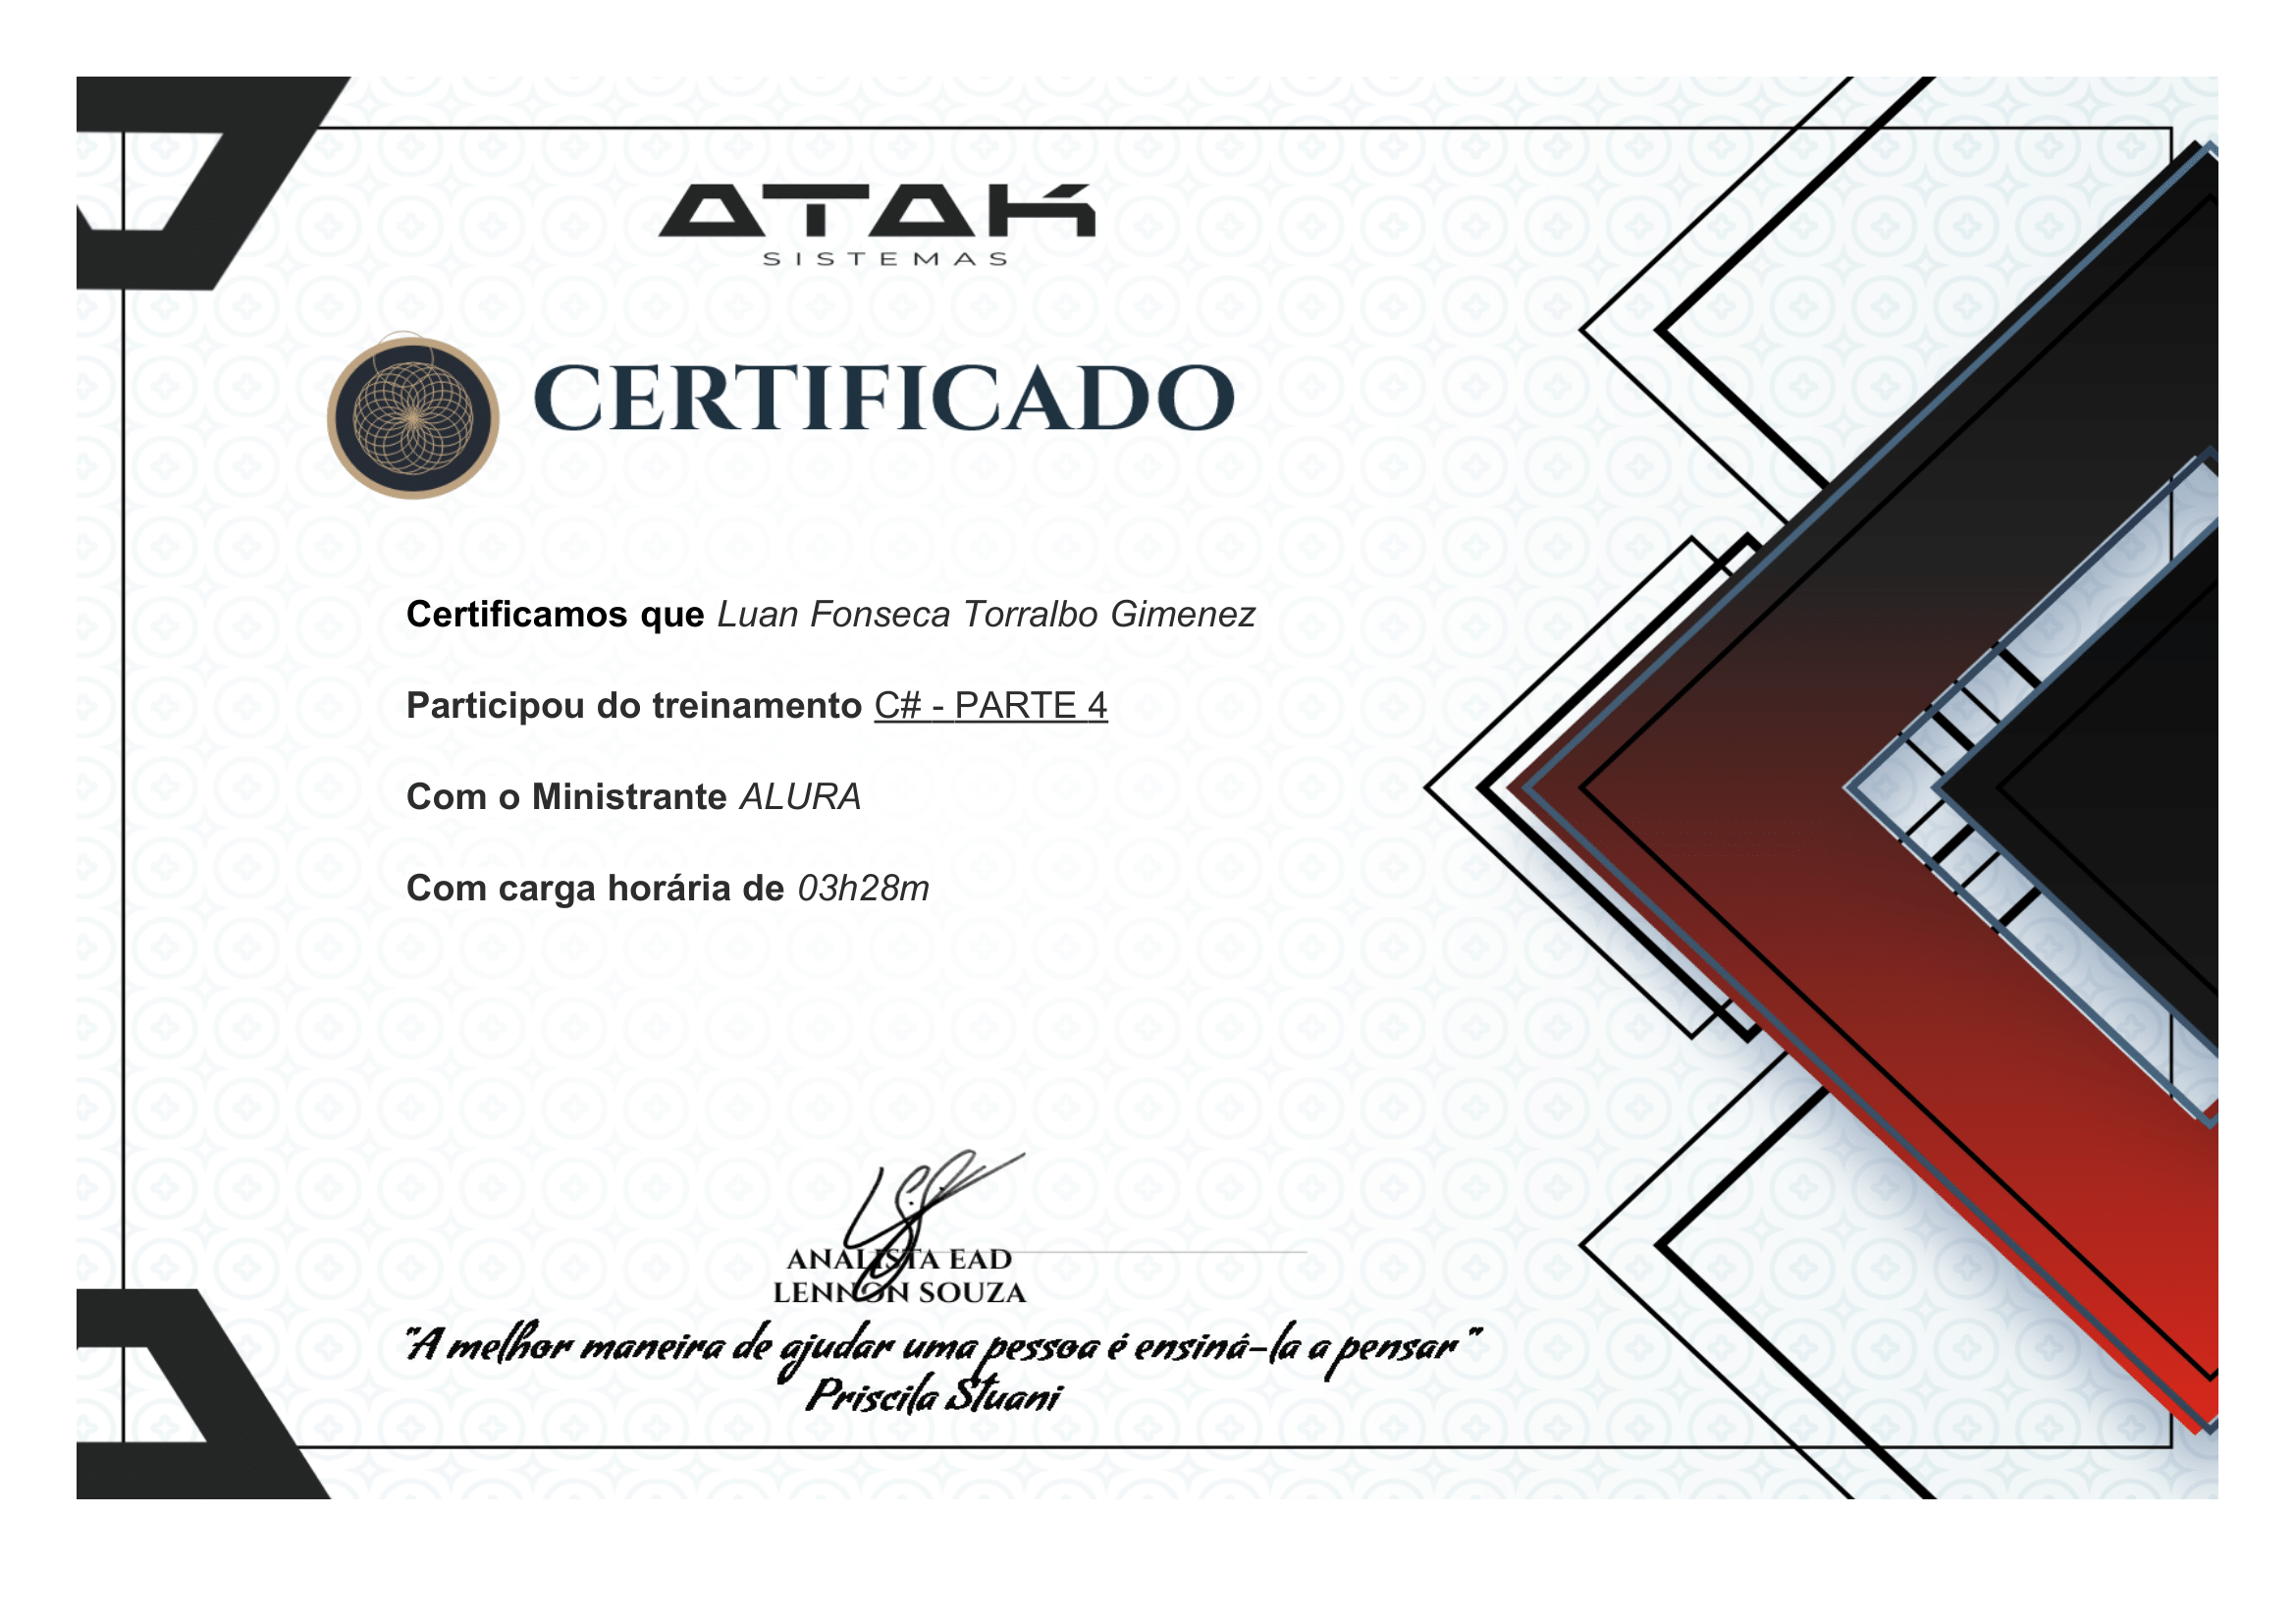 ATAK
SISTEMAS
CERTIFICADO
Certificamos que Luan Fonseca Torralbo Gimenez
Participou do treinamento C# - PARTE 4
Com o Ministrante ALURA
Com carga horária de 03h28m
ANALISTA EAD
LENNON SOUZA
"A melhor maneira de ajudar uma pessoa é ensiná-la a pensar"
Priscila Stuani